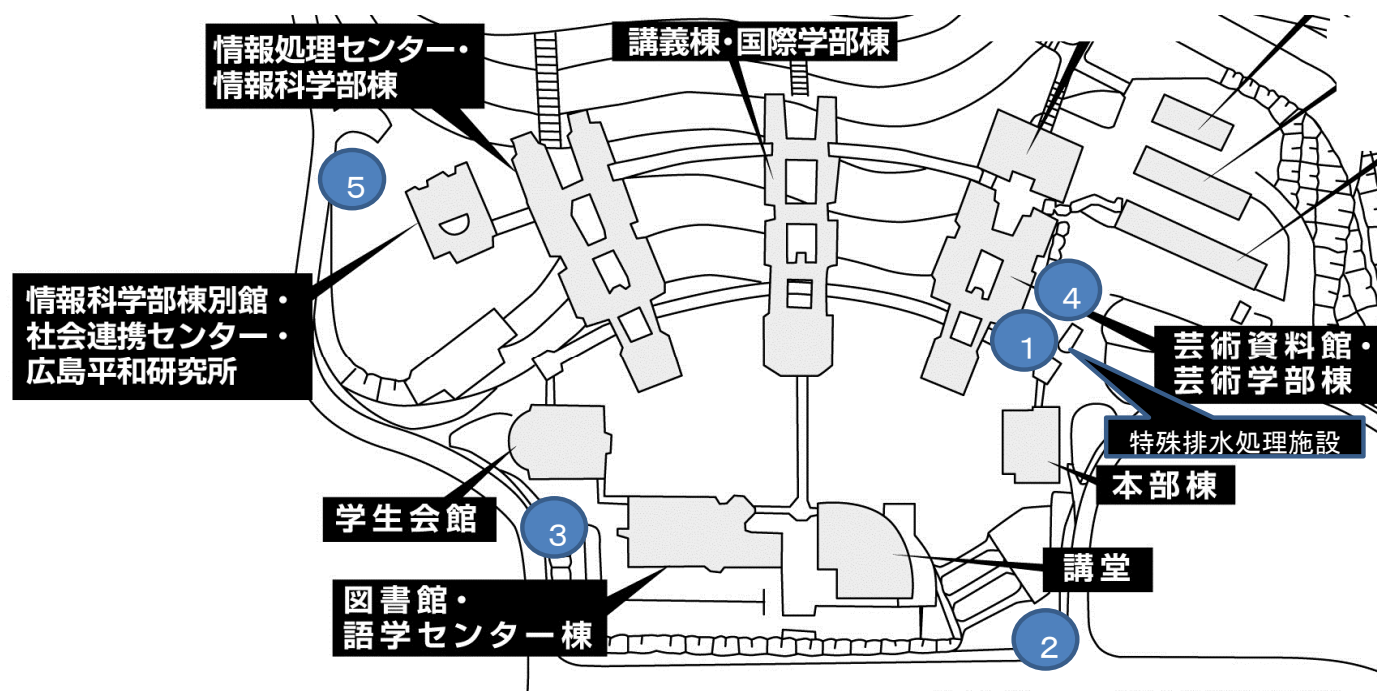 情報処理センター・
情報科学部棟
講義棟・国際学部棟
5
情報科学部棟別館・
社会連携センター・
広島平和研究所
4
1
芸術資料館・
芸術学部棟
特殊排水処理施設
本部棟
学生会館
3
講堂
図書館・
語学センター棟
2